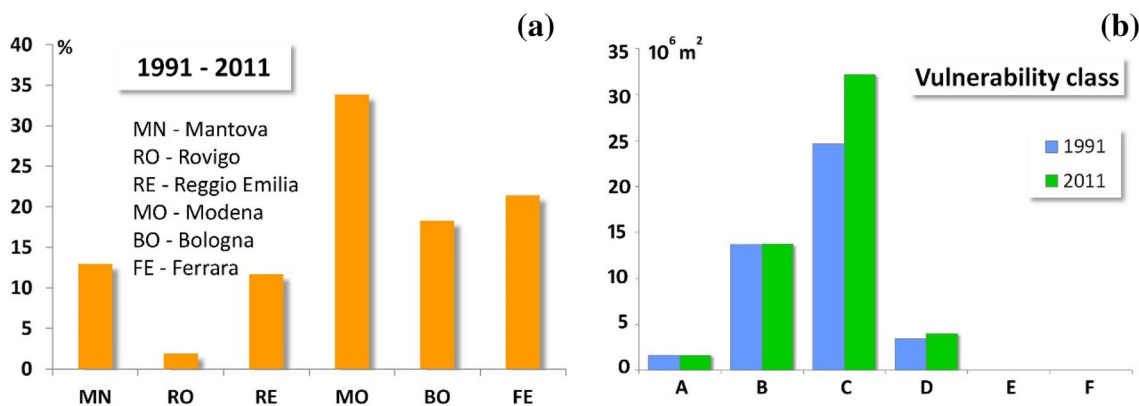 (a)
%
40
35
30
25
20
15
10
5
0
1991 - 2011
MN - Mantova
RO - Rovigo
RE - Reggio Emilia
MO - Modena
BO - Bologna
FE - Ferrara
MN RO RE MO BO FE
(b)
10⁶ m²
35
30
25
20
15
10
5
0
Vulnerability class
1991
2011
A B C D E F